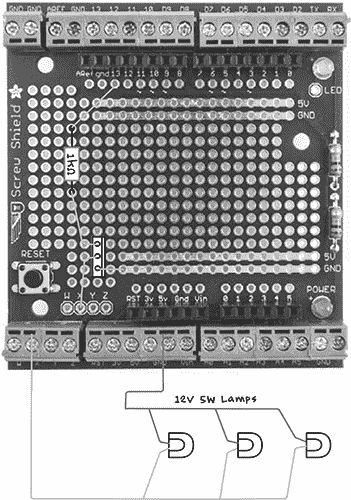 GND GND AREF GND 13 12 11 10 D9 D8 D7 D6 D5 D4 D3 D2 TX RX
ARef gnd 13 12 11 10 9 8 7 6 5 4 3 2 1 0
LED
5V
GND
1KΩ
Screw Shield
RESET
5V
GND
W X Y Z
RST 3v 5v Gnd Vin 0 1 2 3 4 5
POWER
12V 5W Lamps